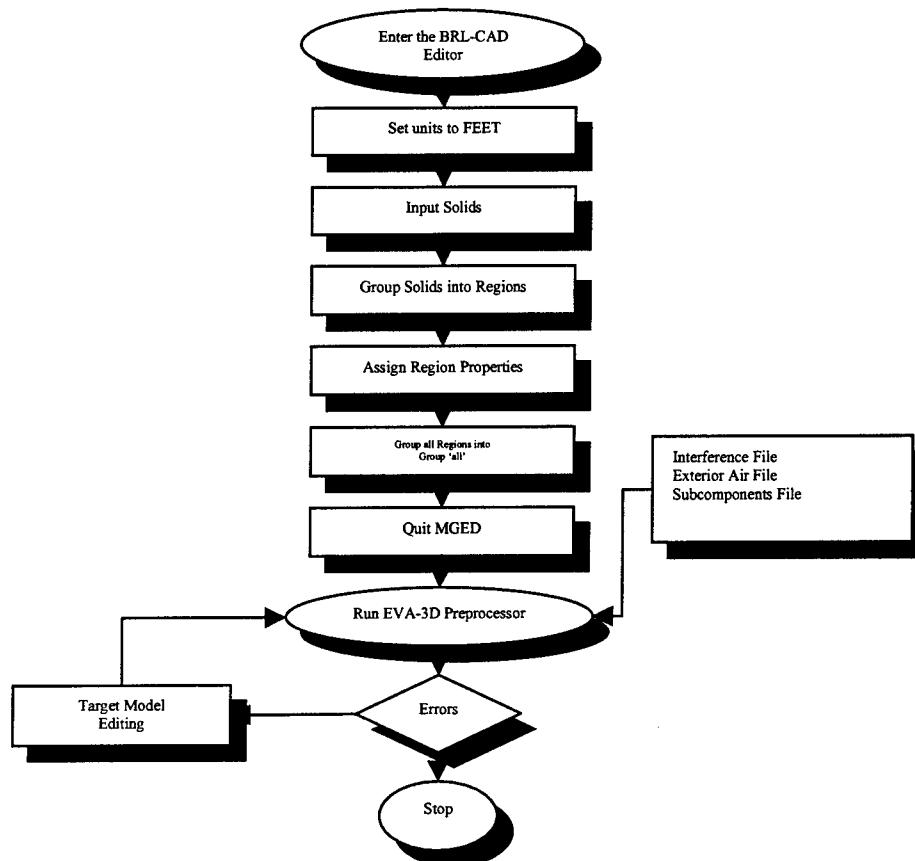 Enter the BRL-CAD
Editor
Set units to FEET
Input Solids
Group Solids into Regions
Assign Region Properties
Group all Regions into
Group 'all'
Interference File
Exterior Air File
Subcomponents File
Quit MGED
Run EVA-3D Preprocessor
Target Model
Editing
Errors
Stop